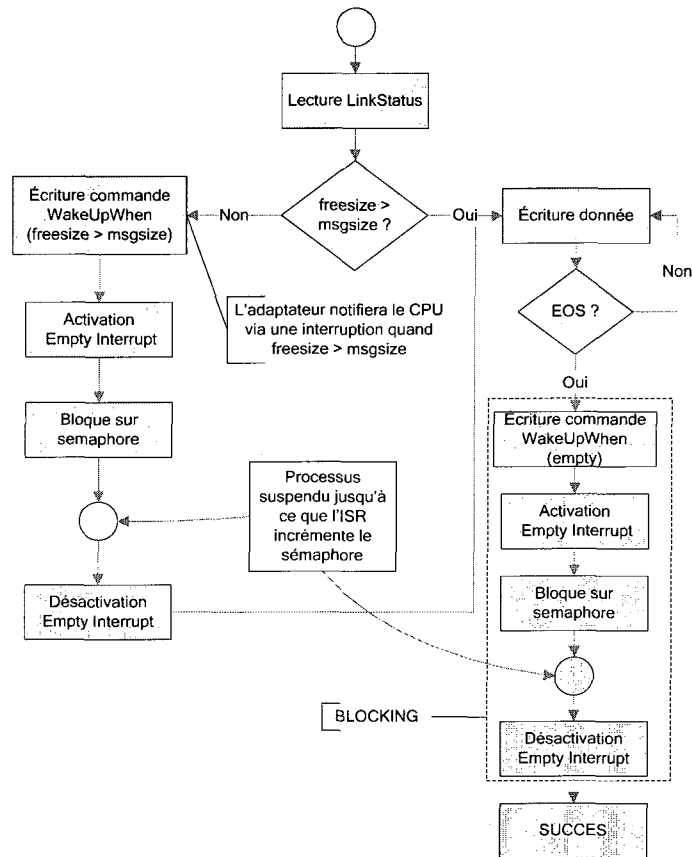 Lecture LinkStatus
freesize >
msgsize ?
Non
Oui
Écriture commande
WakeUpWhen
(freesize > msgsize)
Écriture donnée
Non
L'adaptateur notifiera le CPU
via une interruption quand
freesize > msgsize
EOS ?
Activation
Empty Interrupt
Oui
Bloque sur
semaphore
Écriture commande
WakeUpWhen
(empty)
Processus
suspendu jusqu'à
ce que l'ISR
incrémente le
sémaphore
Activation
Empty Interrupt
Désactivation
Empty Interrupt
Bloque sur
semaphore
BLOCKING
Désactivation
Empty Interrupt
SUCCES